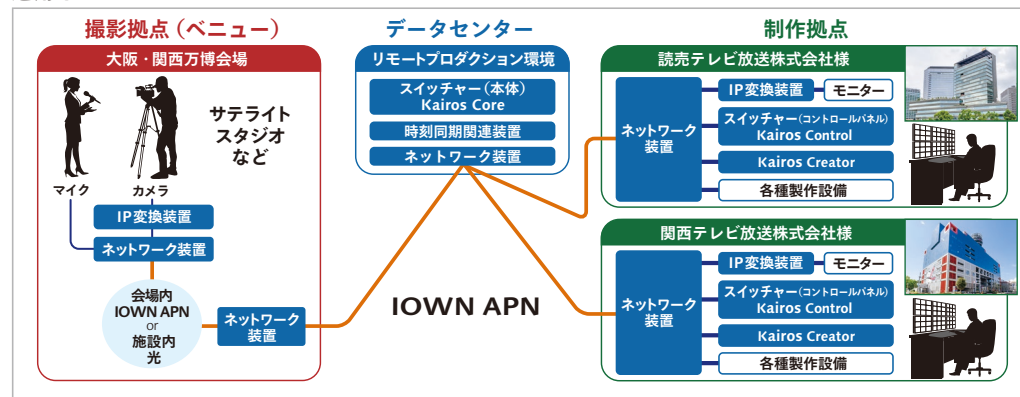 撮影拠点（ベニュー）
大阪・関西万博会場
サテライト
スタジオ
など
マイク
カメラ
IP変換装置
ネットワーク装置
会場内
IOWN APN
or
施設内
光
ネットワーク
装置
データセンター
リモートプロダクション環境
スイッチャー（本体）
Kairos Core
時刻同期関連装置
ネットワーク装置
IOWN APN
制作拠点
読売テレビ放送株式会社様
ネットワーク
装置
IP変換装置
モニター
スイッチャー（コントロールパネル）
Kairos Control
Kairos Creator
各種製作設備
関西テレビ放送株式会社様
ネットワーク
装置
IP変換装置
モニター
スイッチャー（コントロールパネル）
Kairos Control
Kairos Creator
各種製作設備